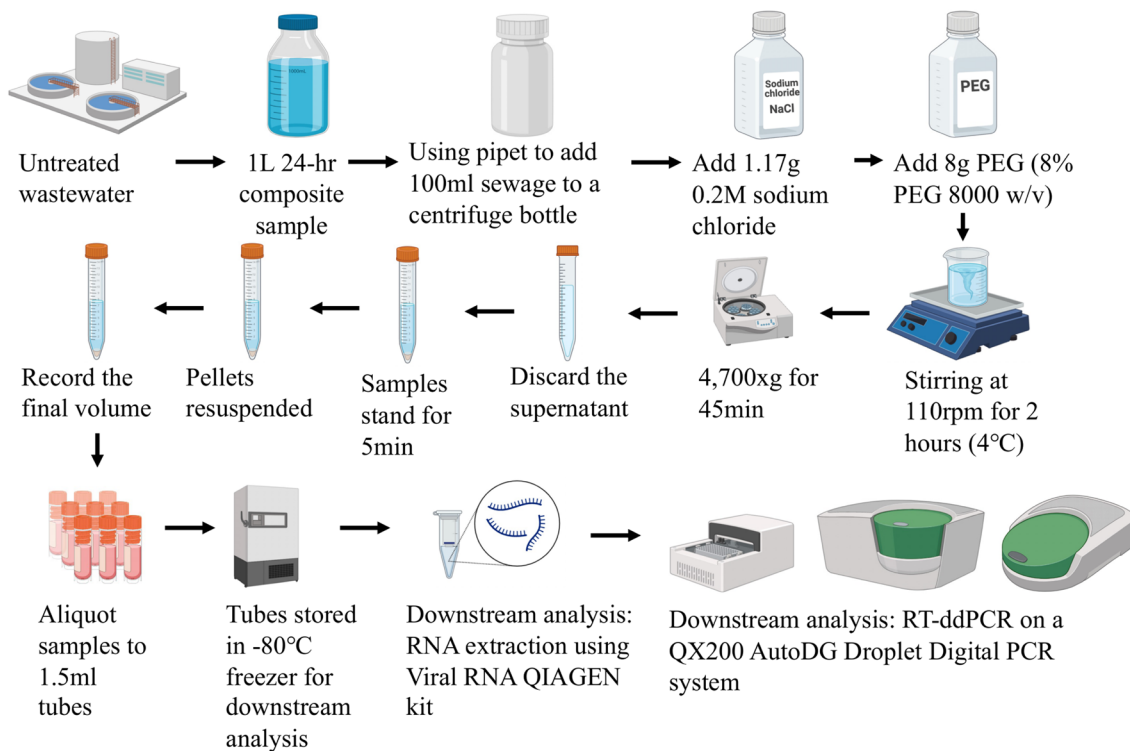 1000mL
Sodium
chloride
NaCl
PEG
Untreated
wastewater
1L 24-hr
composite
sample
Using pipet to add
100ml sewage to a
centrifuge bottle
Add 1.17g
0.2M sodium
chloride
Add 8g PEG (8%
PEG 8000 w/v)
Record the
final volume
Pellets
resuspended
Samples
stand for
5min
Discard the
supernatant
4,700xg for
45min
Stirring at
110rpm for 2
hours (4℃)
Aliquot
samples to
1.5ml
tubes
Tubes stored
in -80℃
freezer for
downstream
analysis
Downstream analysis:
RNA extraction using
Viral RNA QIAGEN
kit
Downstream analysis: RT-ddPCR on a
QX200 AutoDG Droplet Digital PCR
system